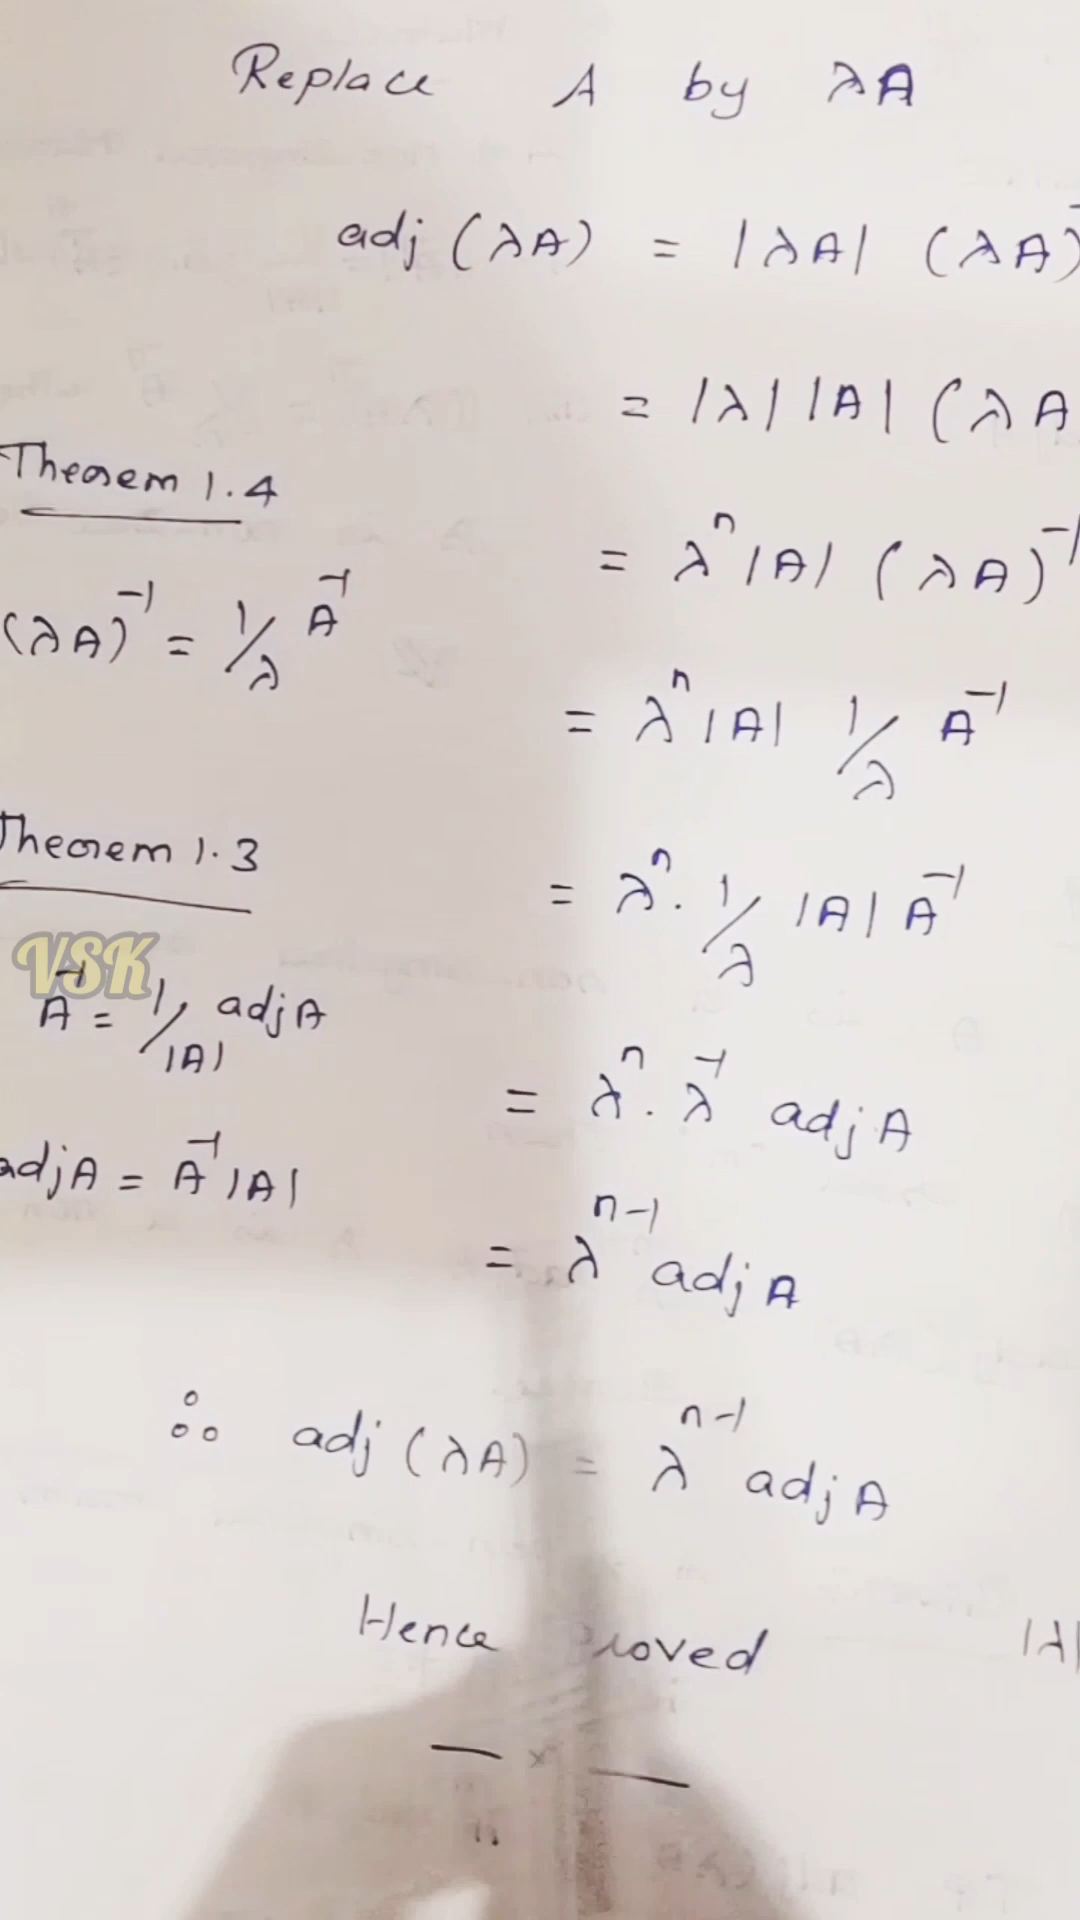 Replace A by λA
adj (λA) = |λA| (λA)
= |λ| |A| (λA
Theorem 1.4
= λⁿ |A| (λA)⁻¹
(λA)⁻¹ = 1/λ A⁻¹
= λⁿ |A| 1/λ A⁻¹
Theorem 1.3
= λⁿ . 1/λ |A| A⁻¹
VSK
A⁻¹ = 1/|A| adj A
= λⁿ . λ⁻¹ adj A
adj A = A⁻¹ |A|
= λⁿ⁻¹ adj A
∴ adj (λA) = λⁿ⁻¹ adj A
Hence proved
|λ|